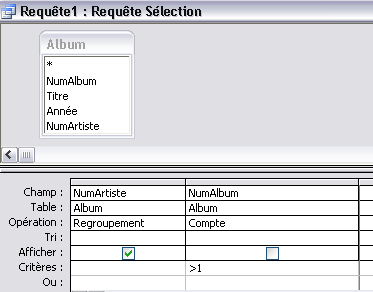 Requête1 : Requête Sélection
Album
*
NumAlbum
Titre
Année
NumArtiste
Champ : NumArtiste NumAlbum
Table : Album Album
Opération : Regroupement Compte
Tri :
Afficher :
Critères : >1
Ou :